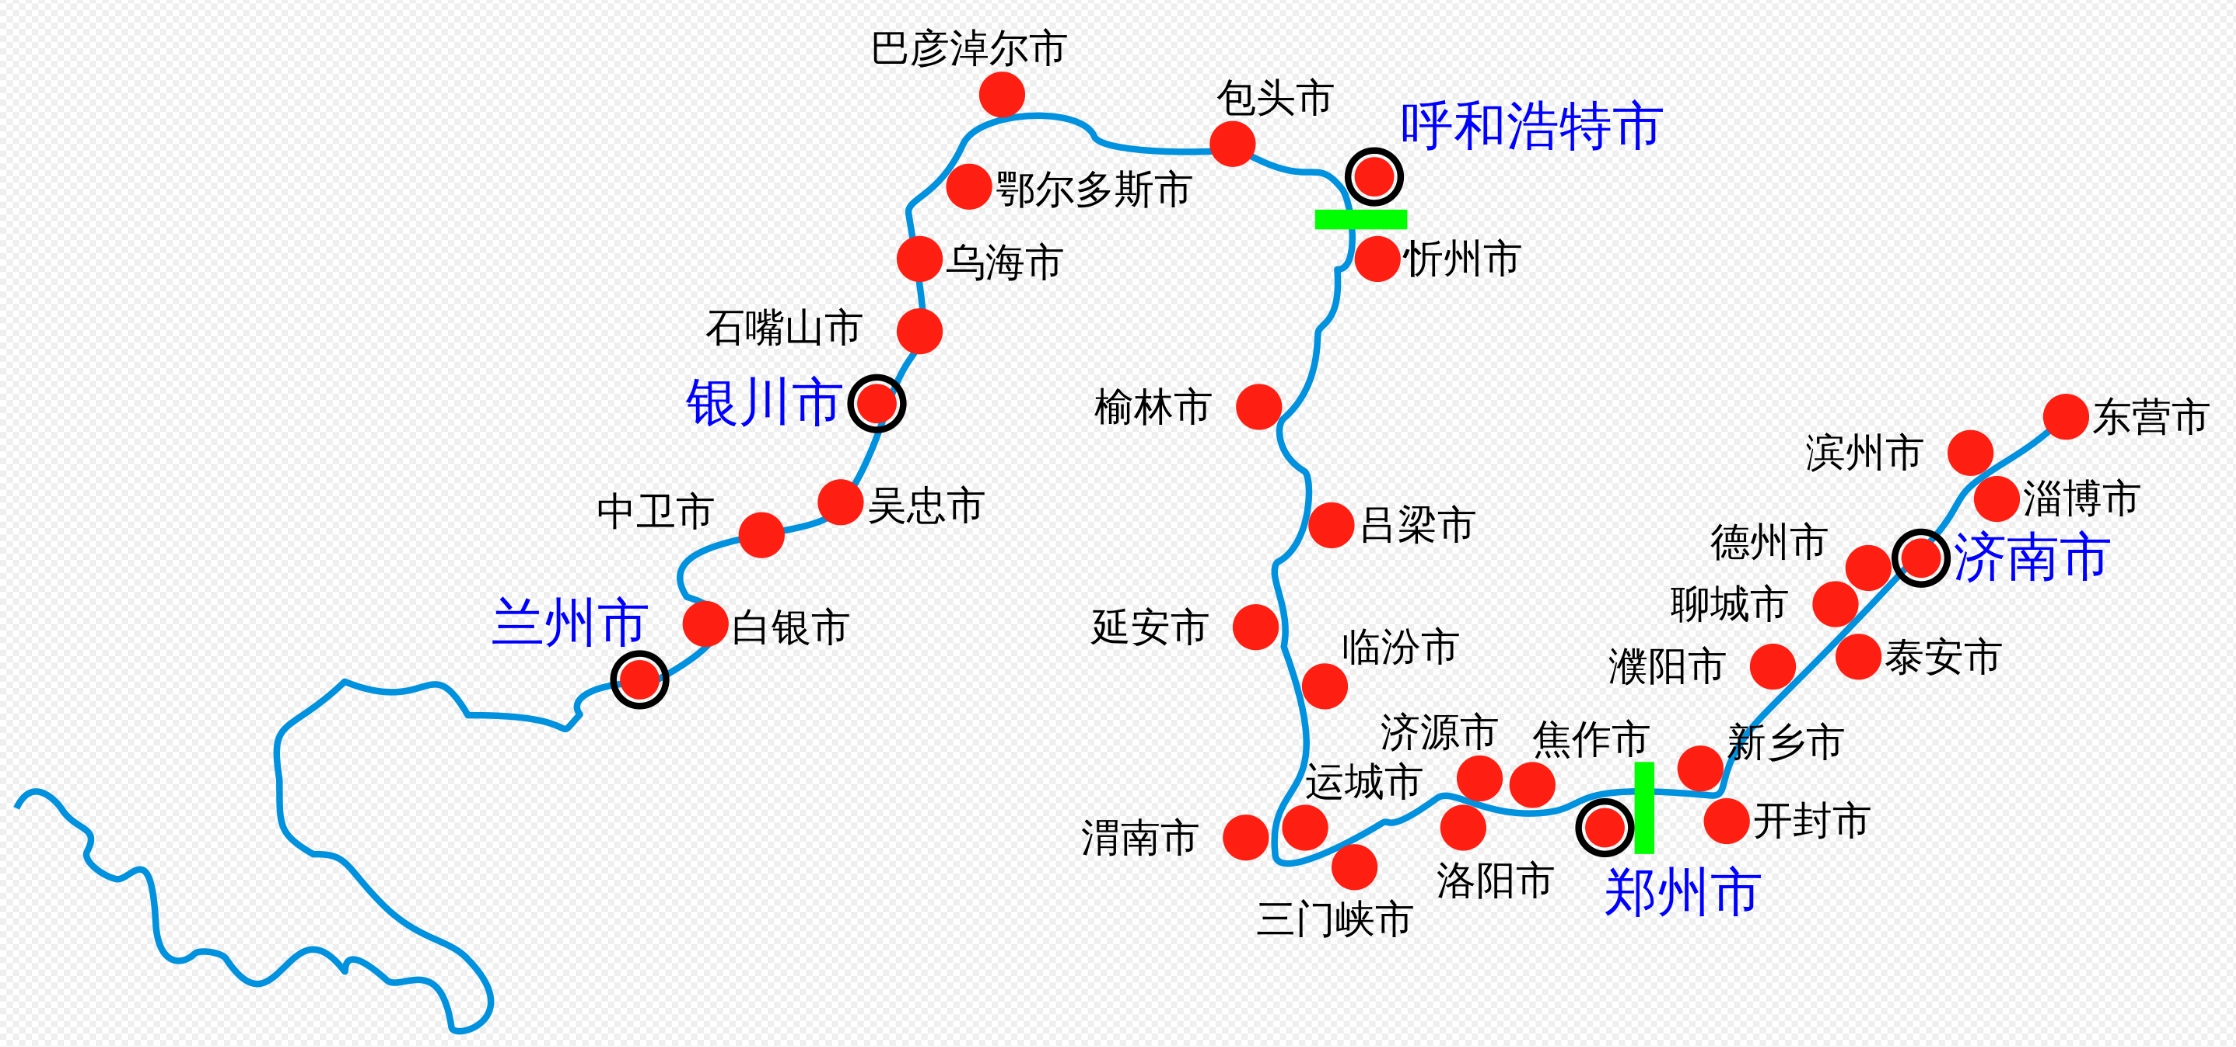 巴彦淖尔市
包头市
呼和浩特市
鄂尔多斯市
乌海市
忻州市
石嘴山市
银川市
榆林市
东营市
滨州市
淄博市
中卫市
吴忠市
吕梁市
德州市
济南市
兰州市
白银市
延安市
临汾市
聊城市
泰安市
濮阳市
济源市
焦作市
新乡市
运城市
渭南市
开封市
洛阳市
郑州市
三门峡市